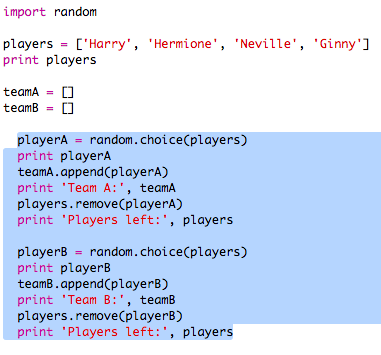 import random
players = ['Harry', 'Hermione', 'Neville', 'Ginny']
print players
teamA = []
teamB = []
playerA = random.choice(players)
print playerA
teamA.append(playerA)
print 'Team A:', teamA
players.remove(playerA)
print 'Players left:', players
playerB = random.choice(players)
print playerB
teamB.append(playerB)
print 'Team B:', teamB
players.remove(playerB)
print 'Players left:', players